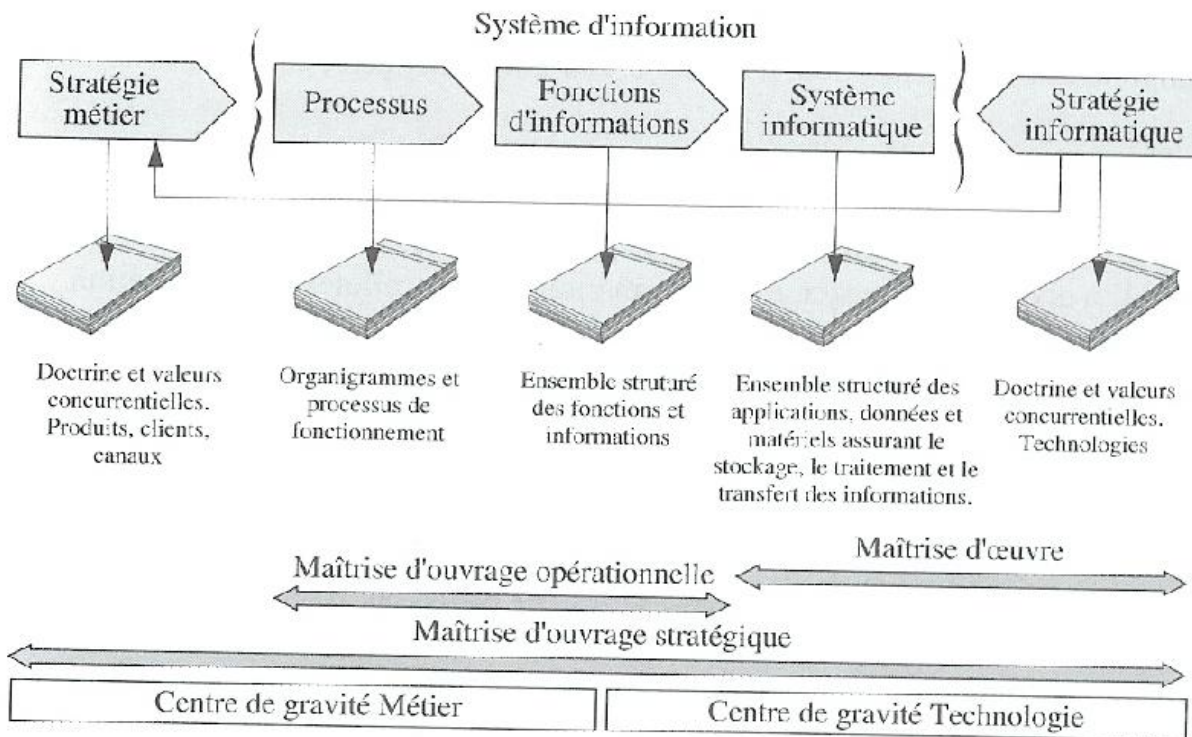 Système d'information
Stratégie
métier
Processus
Fonctions
d'informations
Système
informatique
Stratégie
informatique
Doctrine et valeurs
concurrentielles.
Produits, clients,
canaux
Organigrammes et
processus de
fonctionnement
Ensemble struturé
des fonctions et
informations
Ensemble structuré des
applications, données et
matériels assurant le
stockage, le traitement et le
transfert des informations.
Doctrine et valeurs
concurrentielles.
Technologies
Maîtrise d'œuvre
Maîtrise d'ouvrage opérationnelle
Maîtrise d'ouvrage stratégique
Centre de gravité Métier
Centre de gravité Technologie